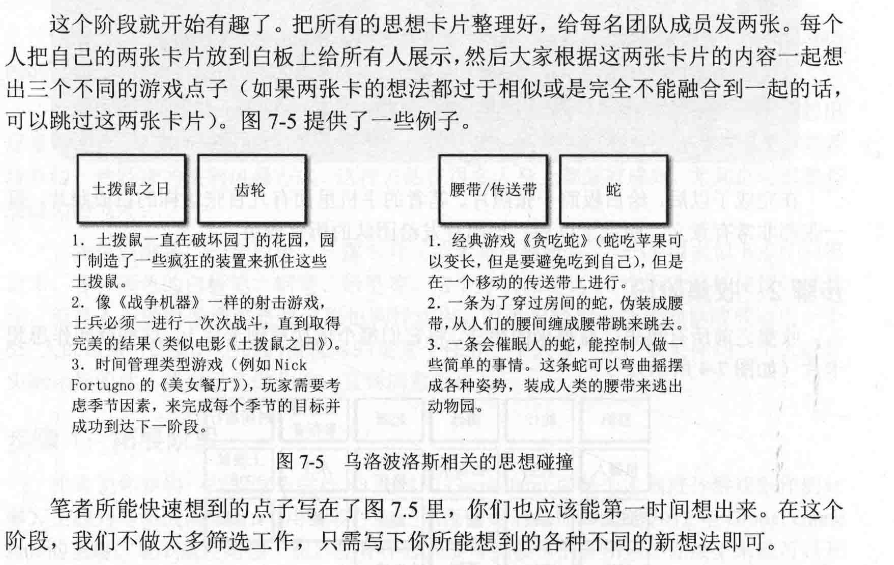 这个阶段就开始有趣了。把所有的思想卡片整理好，给每名团队成员发两张。每个
人把自己的两张卡片放到白板上给所有人展示，然后大家根据这两张卡片的内容一起想
出三个不同的游戏点子（如果两张卡的想法都过于相似或是完全不能融合到一起的话，
可以跳过这两张卡片）。图 7-5 提供了一些例子。
土拨鼠之日
齿轮
1．土拨鼠一直在破坏园丁的花园，园
丁制造了一些疯狂的装置来抓住这些
土拨鼠。
2．像《战争机器》一样的射击游戏，
士兵必须一进行一次次战斗，直到取得
完美的结果（类似电影《土拨鼠之日》）。
3．时间管理类型游戏（例如 Nick
Fortugno 的《美女餐厅》），玩家需要考
虑季节因素，来完成每个季节的目标并
成功到达下一阶段。
腰带/传送带
蛇
1．经典游戏《贪吃蛇》（蛇吃苹果可
以变长，但是要避免吃到自己），但是
在一个移动的传送带上进行。
2．一条为了穿过房间的蛇，伪装成腰
带，从人们的腰间缠成腰带跳来跳去。
3．一条会催眠人的蛇，能控制人做一
些简单的事情。这条蛇可以弯曲摇摆
成各种姿势，装成人类的腰带来逃出
动物园。
图 7-5 乌洛波洛斯相关的思想碰撞
笔者所能快速想到的点子写在了图 7.5 里，你们也应该能第一时间想出来。在这个
阶段，我们不做太多筛选工作，只需写下你所能想到的各种不同的新想法即可。